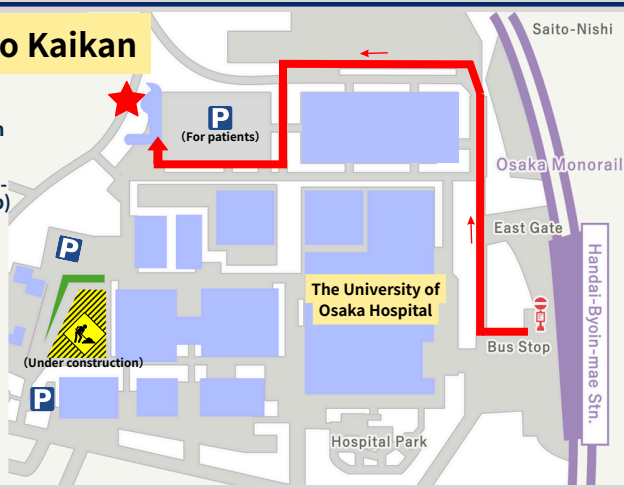 o Kaikan
Saito-Nishi
P
(For patients)
n
-
o)
Osaka Monorail
East Gate
P
The University of
Osaka Hospital
Handai-Byoin-mae Stn.
Bus Stop
(Under construction)
P
Hospital Park